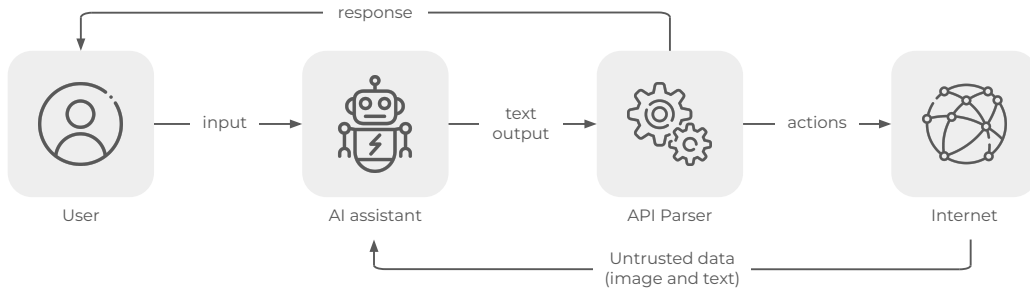 response
input
text
output
actions
User
AI assistant
API Parser
Internet
Untrusted data
(image and text)